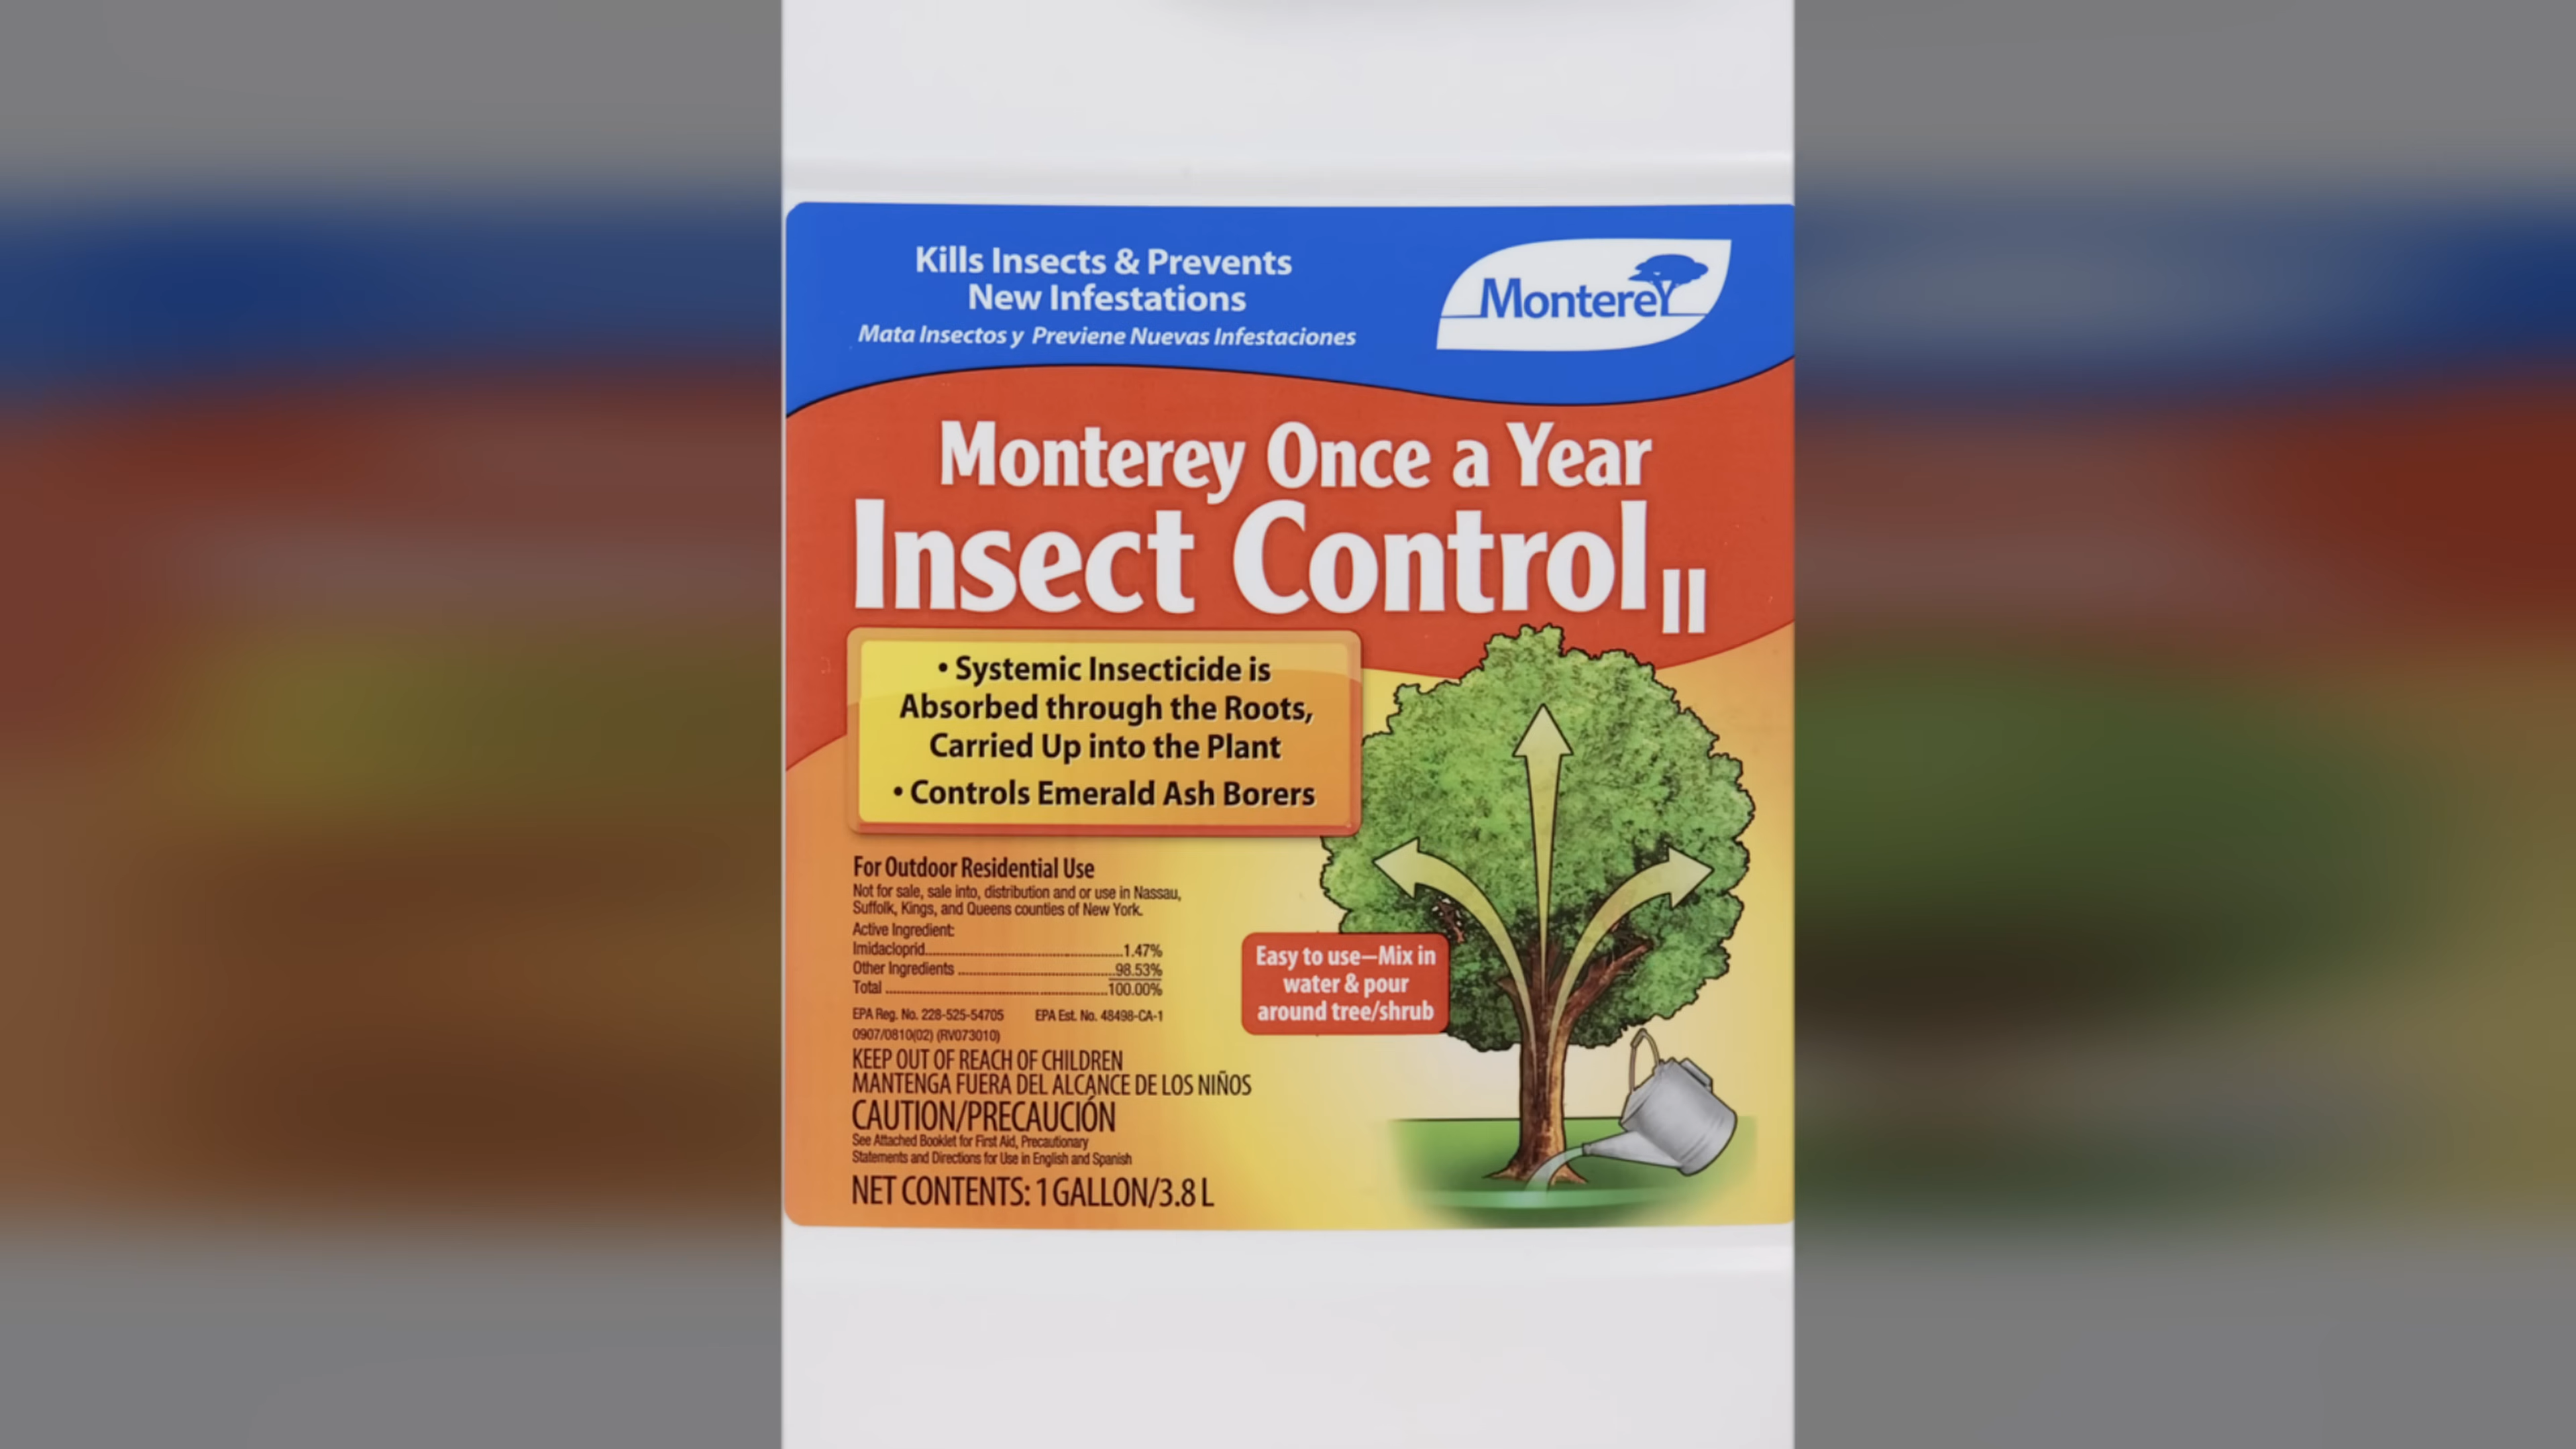 Kills Insects & Prevents
New Infestations
Mata Insectos y Previene Nuevas Infestaciones
Monterey
Monterey Once a Year
Insect Control II
• Systemic Insecticide is
Absorbed through the Roots,
Carried Up into the Plant
• Controls Emerald Ash Borers
For Outdoor Residential Use
Not for sale, sale into, distribution and or use in Nassau,
Suffolk, Kings, and Queens counties of New York.
Active Ingredient:
Imidacloprid 1.47%
Other Ingredients 98.53%
Total 100.00%
EPA Reg. No. 228-525-54705 EPA Est. No. 48498-CA-1
0907/0810(02) (RV073010)
KEEP OUT OF REACH OF CHILDREN
MANTENGA FUERA DEL ALCANCE DE LOS NIÑOS
CAUTION/PRECAUCIÓN
See Attached Booklet for First Aid, Precautionary
Statements and Directions for Use in English and Spanish
NET CONTENTS: 1 GALLON/3.8 L
Easy to use—Mix in
water & pour
around tree/shrub